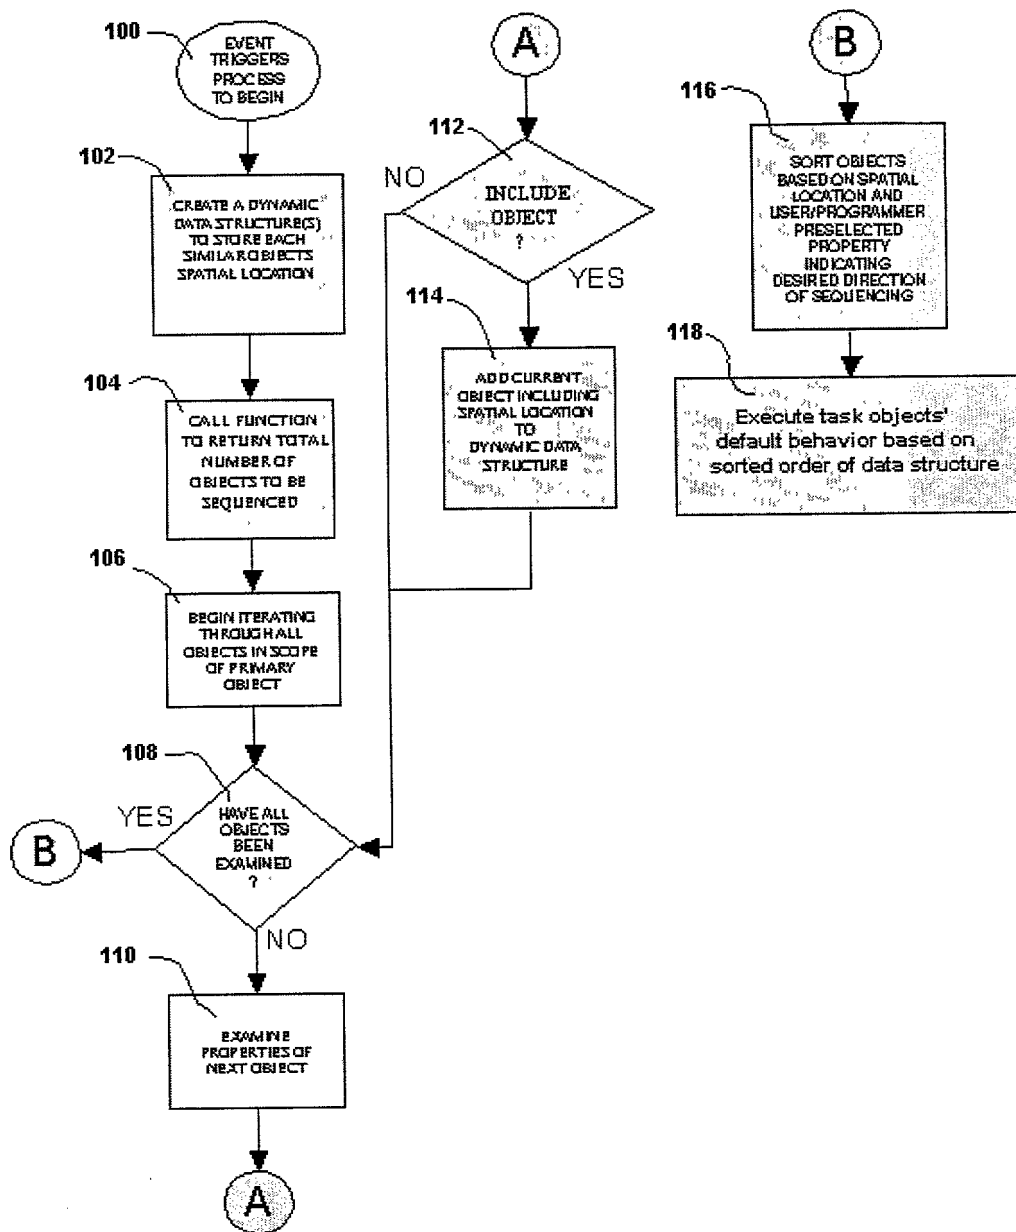 100
EVENT
TRIGGERS
PROCESS
TO BEGIN
102
CREATE A DYNAMIC
DATA STRUCTURE(S)
TO STORE EACH
SIMILAR OBJECTS
SPATIAL LOCATION
104
CALL FUNCTION
TO RETURN TOTAL
NUMBER OF
OBJECTS TO BE
SEQUENCED
106
BEGIN ITERATING
THROUGH ALL
OBJECTS IN SCOPE
OF PRIMARY
OBJECT
108
YES
HAVE ALL
OBJECTS
BEEN
EXAMINED
?
B
NO
110
EXAMINE
PROPERTIES OF
NEXT OBJECT
A
A
112
NO
INCLUDE
OBJECT
?
YES
114
ADD CURRENT
OBJECT INCLUDING
SPATIAL LOCATION
TO
DYNAMIC DATA
STRUCTURE
B
116
SORT OBJECTS
BASED ON SPATIAL
LOCATION AND
USER/PROGRAMMER
PRESELECTED
PROPERTY
INDICATING
DESIRED DIRECTION
OF SEQUENCING
118
Execute task objects'
default behavior based on
sorted order of data structure